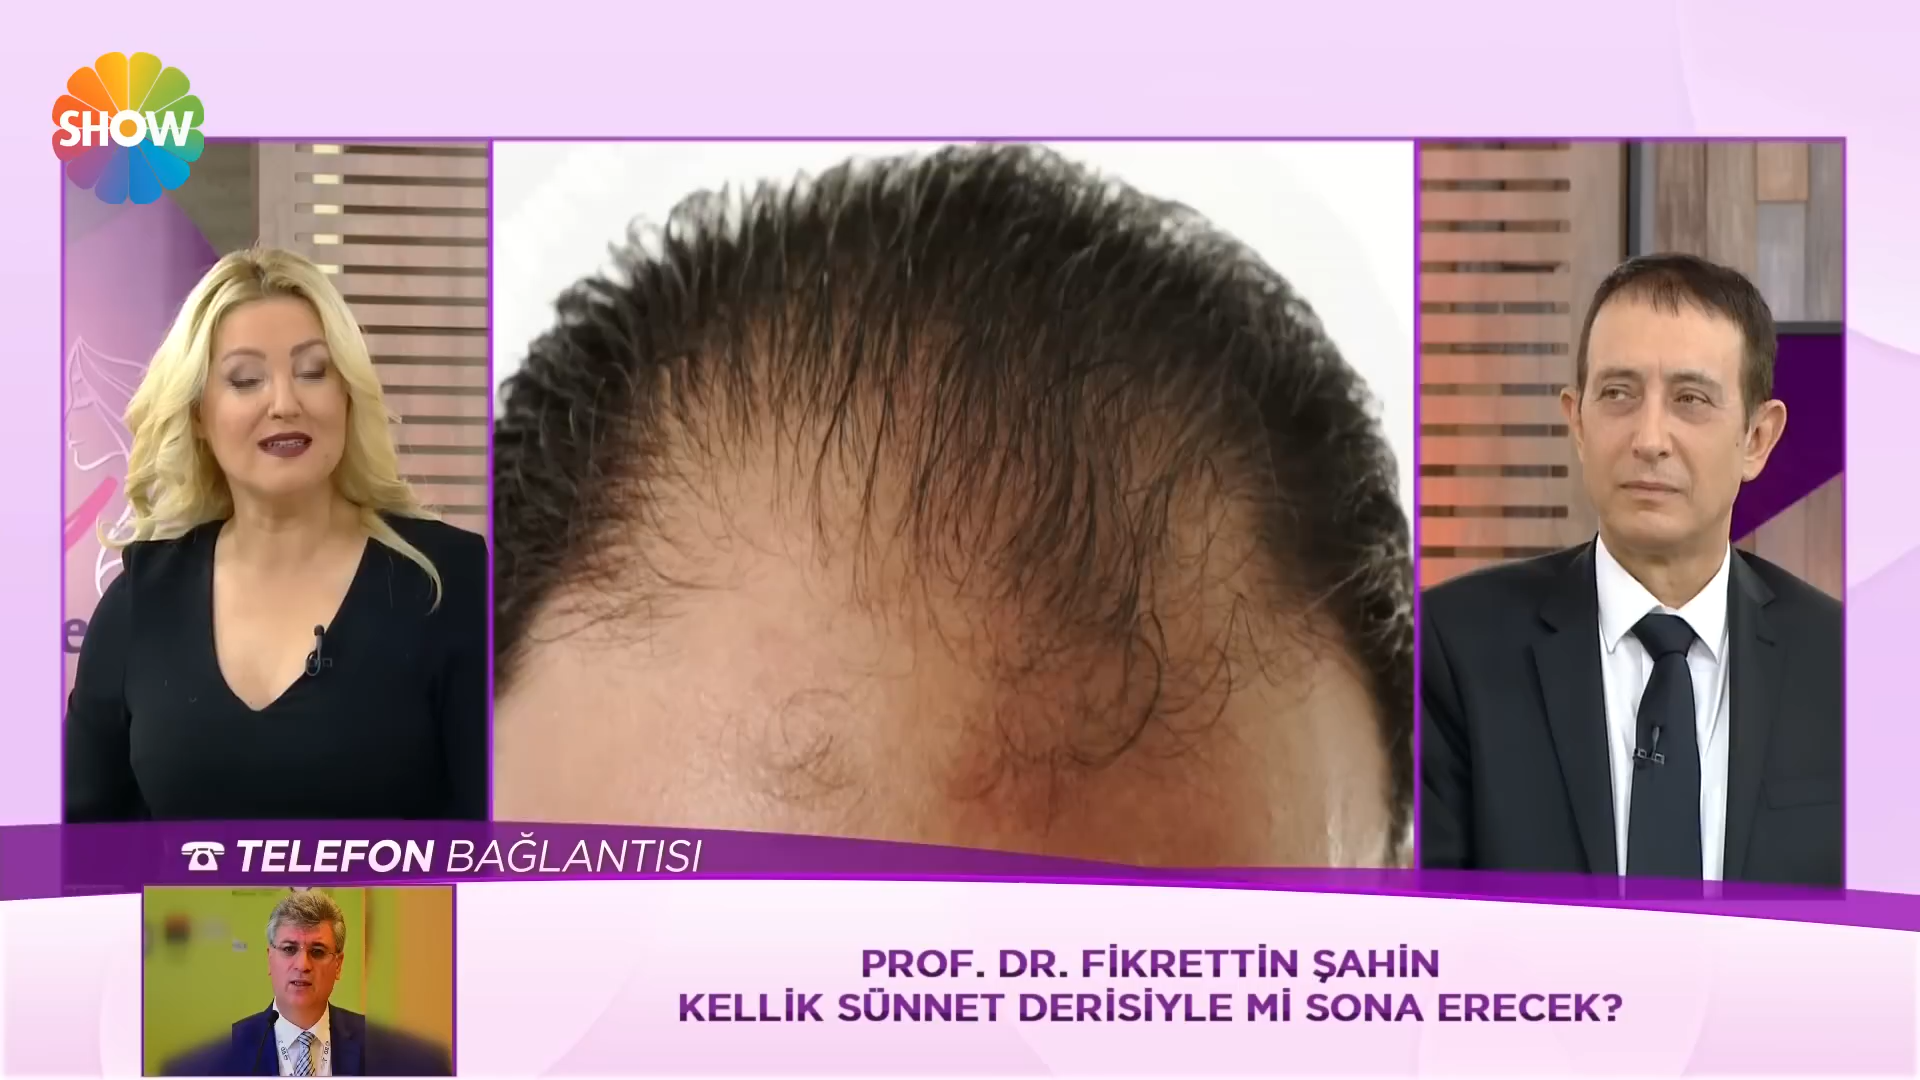 SHOW
TELEFON BAĞLANTISI
PROF. DR. FİKRETTİN ŞAHİN
KELLİK SÜNNET DERİSİYLE Mİ SONA ERECEK?